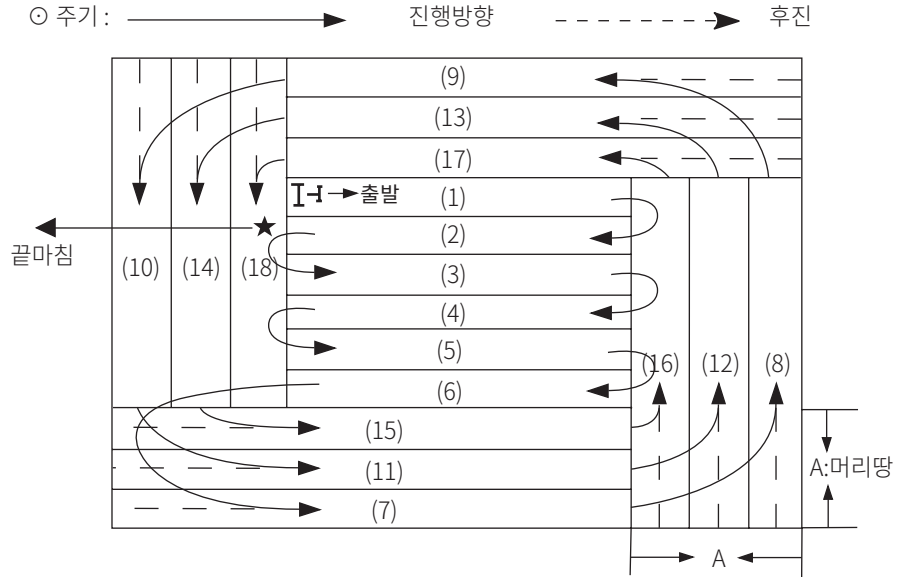 ⊙ 주기 : 진행방향 후진
(9)
(13)
(17)
출발 (1)
(2)
끝마침
(10) (14) (18) (3)
(4)
(5)
(16) (12) (8)
(6)
(15)
(11)
A:머리땅
(7)
A